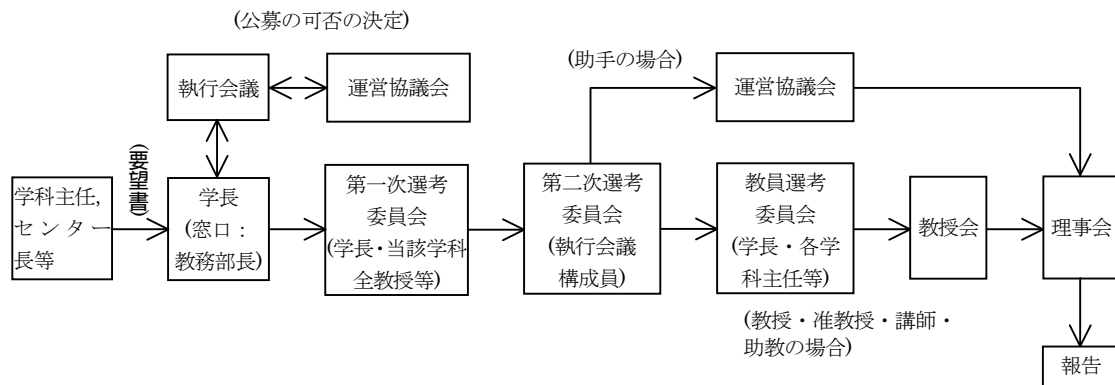 (公募の可否の決定)
執行会議
運営協議会
(助手の場合)
運営協議会
(要望書)
学科主任,
センター
長等
学長
(窓口：
教務部長)
第一次選考
委員会
(学長・当該学科
全教授等)
第二次選考
委員会
(執行会議
構成員)
教員選考
委員会
(学長・各学
科主任等)
教授会
理事会
(教授・准教授・講師・
助教の場合)
報告